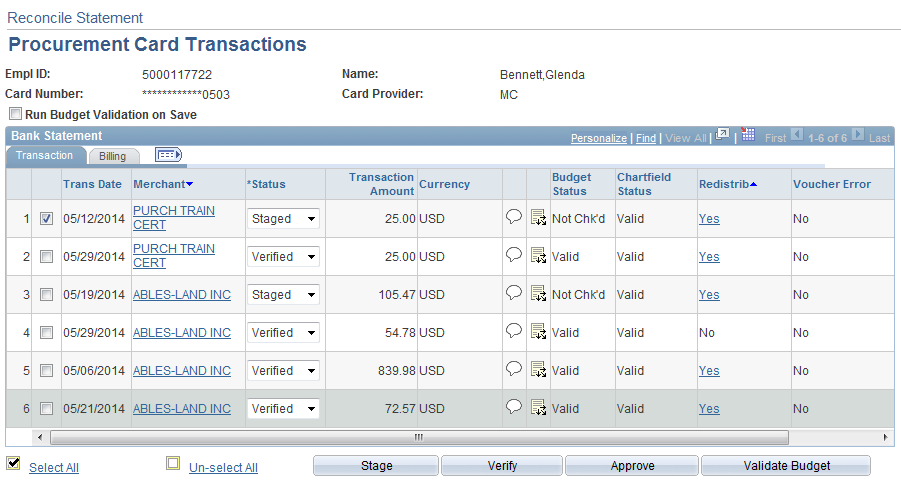 Reconcile Statement
Procurement Card Transactions
Empl ID: 5000117722 Name: Bennett,Glenda
Card Number: ************0503 Card Provider: MC
Run Budget Validation on Save
Bank Statement Personalize | Find | View All | | First 1-6 of 6 Last
Transaction Billing
Trans Date Merchant *Status Transaction Amount Currency Budget Status Chartfield Status Redistrib Voucher Error
1 05/12/2014 PURCH TRAIN CERT Staged 25.00 USD Not Chk'd Valid Yes No
2 05/29/2014 PURCH TRAIN CERT Verified 25.00 USD Valid Valid Yes No
3 05/19/2014 ABLES-LAND INC Staged 105.47 USD Not Chk'd Valid Yes No
4 05/29/2014 ABLES-LAND INC Verified 54.78 USD Valid Valid No No
5 05/06/2014 ABLES-LAND INC Verified 839.98 USD Valid Valid Yes No
6 05/21/2014 ABLES-LAND INC Verified 72.57 USD Valid Valid Yes No
Select All Un-select All Stage Verify Approve Validate Budget